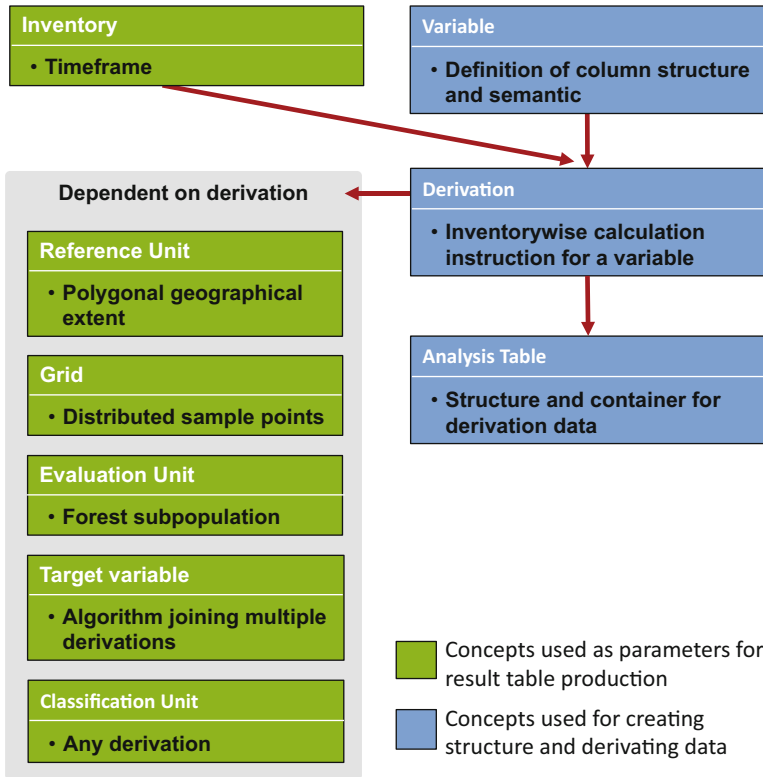 Inventory
• Timeframe
Variable
• Definition of column structure
and semantic
Dependent on derivation
Derivation
• Inventorywise calculation
instruction for a variable
Reference Unit
• Polygonal geographical
extent
Analysis Table
• Structure and container for
derivation data
Grid
• Distributed sample points
Evaluation Unit
• Forest subpopulation
Target variable
• Algorithm joining multiple
derivations
Classification Unit
• Any derivation
Concepts used as parameters for
result table production
Concepts used for creating
structure and derivating data